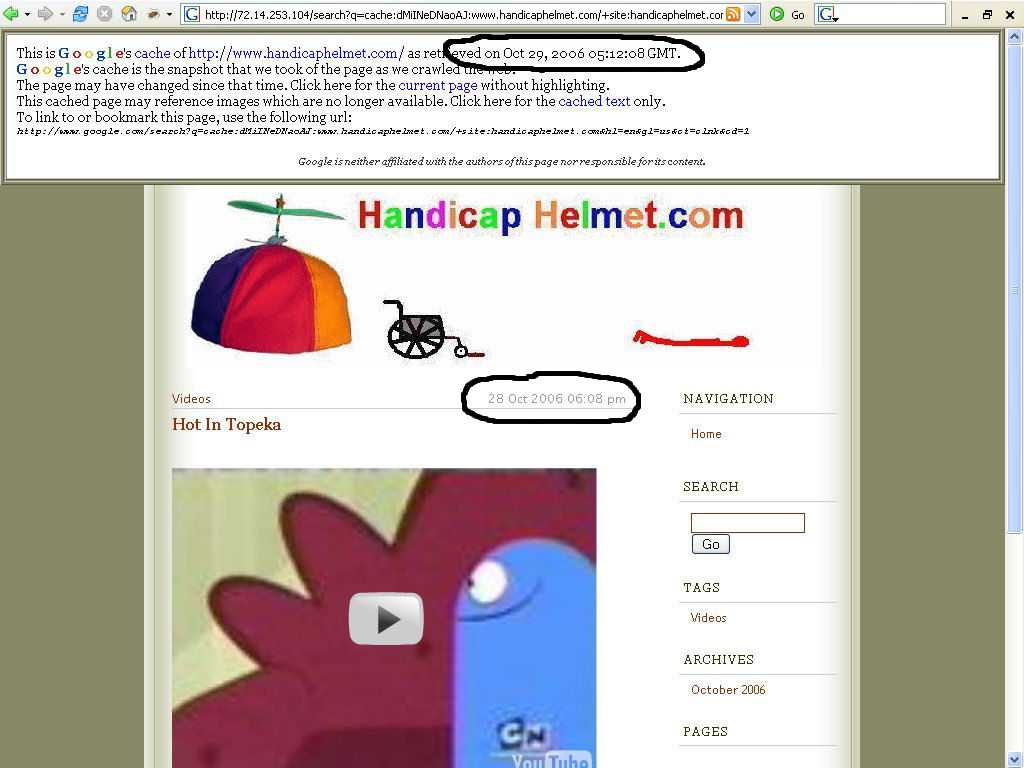 http://72.14.253.104/search?q=cache:dMiINeDNaoAJ:www.handicaphelmet.com/+site:handicaphelmet.cor
Go
This is Google's cache of http://www.handicaphelmet.com/ as retrieved on Oct 29, 2006 05:12:08 GMT.
Google's cache is the snapshot that we took of the page as we crawled the web.
The page may have changed since that time. Click here for the current page without highlighting.
This cached page may reference images which are no longer available. Click here for the cached text only.
To link to or bookmark this page, use the following url:
http://www.google.com/search?q=cache:dMiINeDNaoAJ:www.handicaphelmet.com/+site:handicaphelmet.com&hl=en&gl=us&ct=clnk&cd=1
Google is neither affiliated with the authors of this page nor responsible for its content.
Handicap Helmet.com
Videos
28 Oct 2006 06:08 pm
Hot In Topeka
CN
YouTube
NAVIGATION
Home
SEARCH
Go
TAGS
Videos
ARCHIVES
October 2006
PAGES